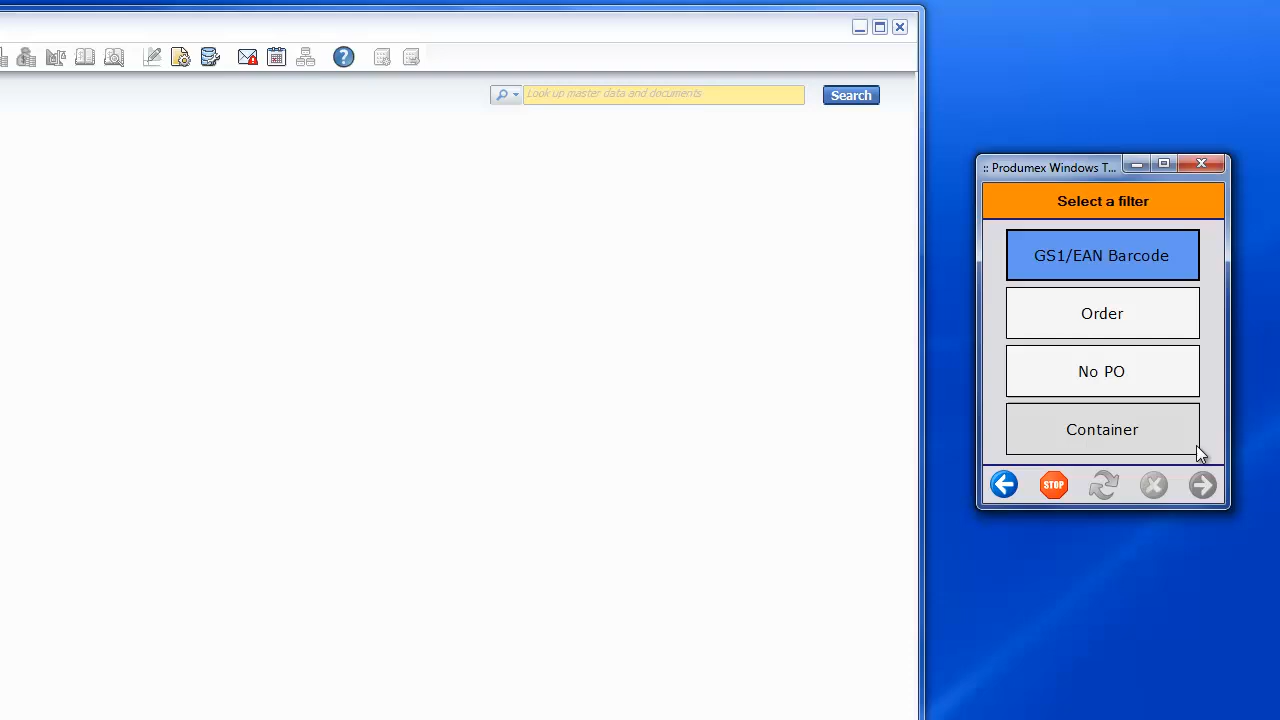 Look up master data and documents
Search
:: Produmex Windows T...
Select a filter
GS1/EAN Barcode
Order
No PO
Container
STOP